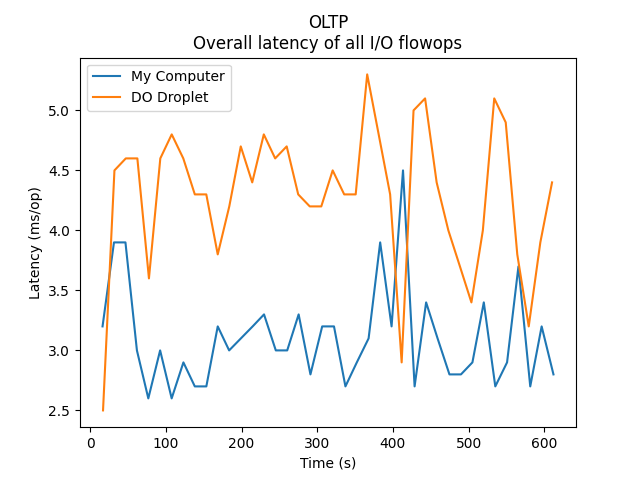 OLTP
Overall latency of all I/O flowops
My Computer
DO Droplet
Latency (ms/op)
5.0
4.5
4.0
3.5
3.0
2.5
0 100 200 300 400 500 600
Time (s)